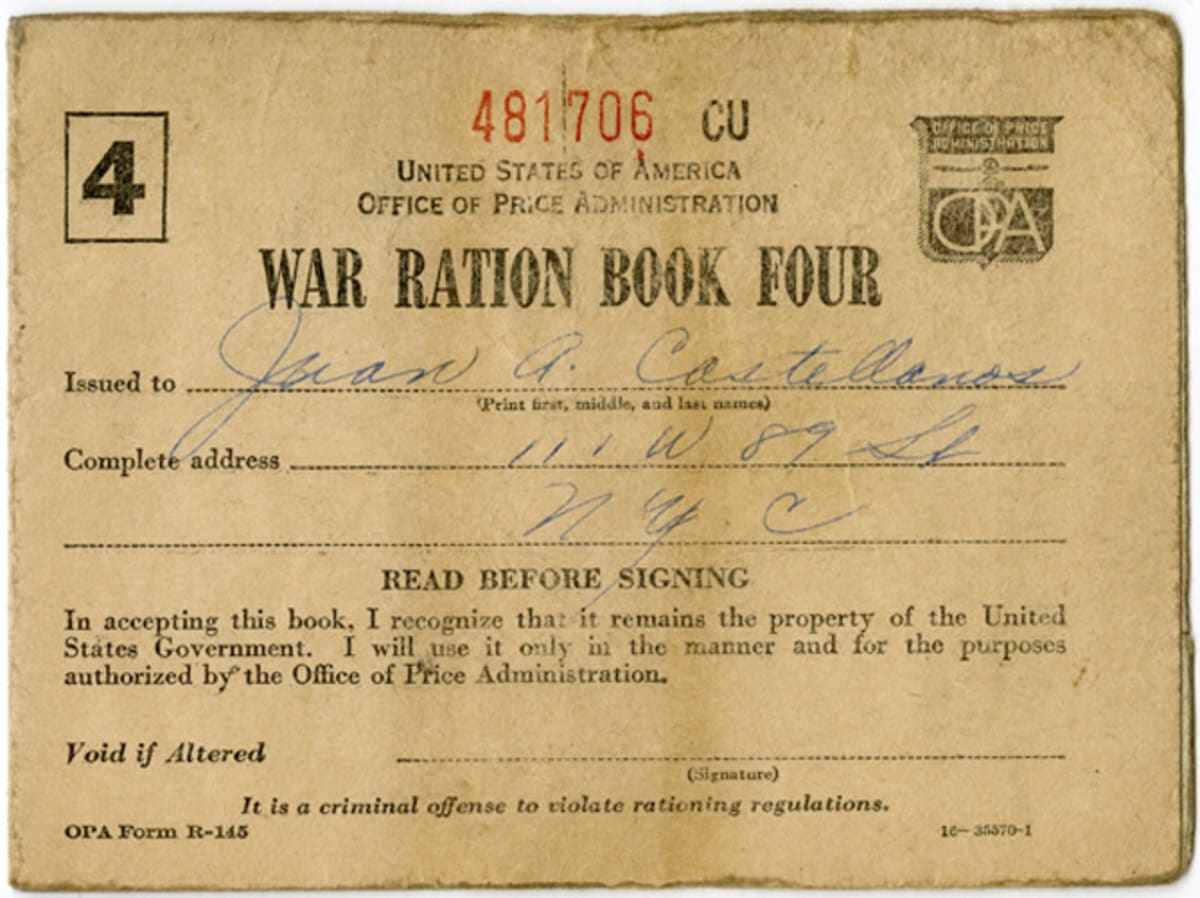 481706 CU
4
UNITED STATES OF AMERICA
OFFICE OF PRICE ADMINISTRATION
OFFICE OF PRICE
ADMINISTRATION
OPA
WAR RATION BOOK FOUR
Issued to Juan A. Castellanos
(Print first, middle, and last names)
Complete address 111 W 89 St
N Y C
READ BEFORE SIGNING
In accepting this book, I recognize that it remains the property of the United
States Government. I will use it only in the manner and for the purposes
authorized by the Office of Price Administration.
Void if Altered
(Signature)
It is a criminal offense to violate rationing regulations.
OPA Form R-145
16—35570-1